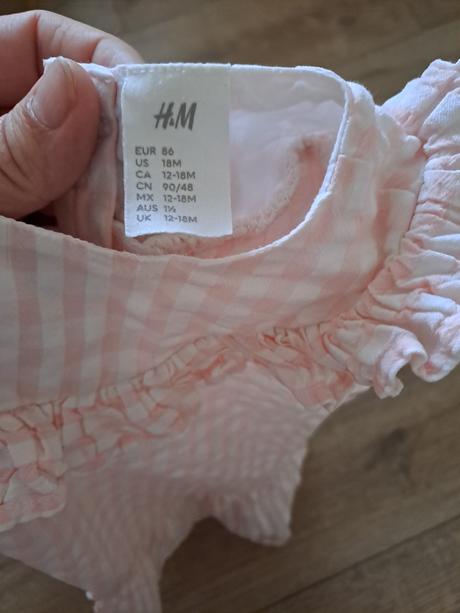 H&M
EUR 86
US 18M
CA 12-18M
CN 90/48
MX 12-18M
AUS 1½
UK 12-18M